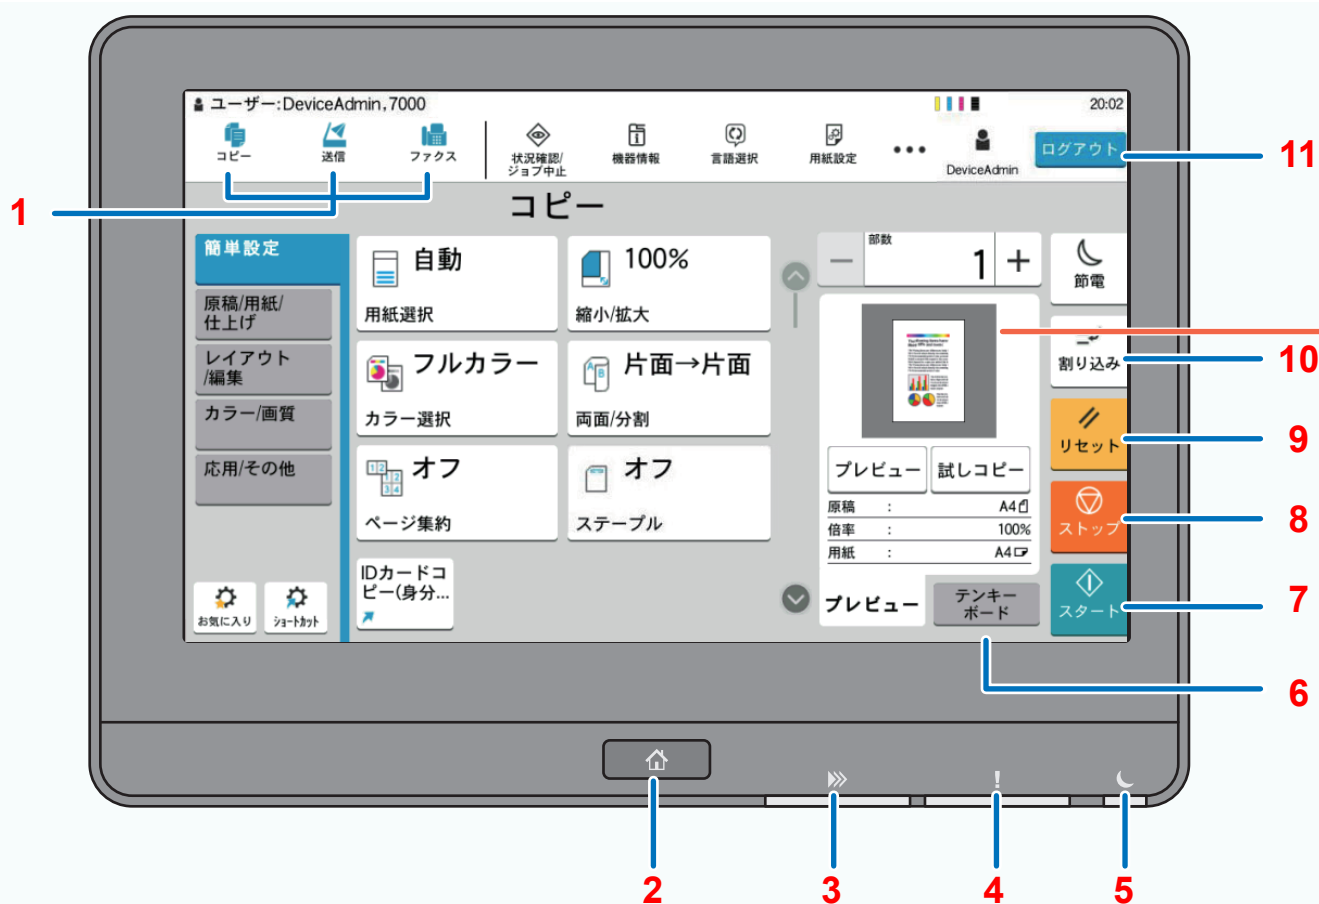 ユーザー:DeviceAdmin,7000
20:02
コピー
送信
ファクス
状況確認/
ジョブ中止
機器情報
言語選択
用紙設定
DeviceAdmin
ログアウト
11
1
コピー
簡単設定
原稿/用紙/
仕上げ
レイアウト
/編集
カラー/画質
応用/その他
お気に入り
ショートカット
自動
用紙選択
100%
縮小/拡大
フルカラー
カラー選択
片面→片面
両面/分割
オフ
ページ集約
オフ
ステープル
IDカードコ
ピー(身分...
部数
1
プレビュー
試しコピー
原稿 : A4
倍率 : 100%
用紙 : A4
プレビュー
テンキー
ボード
節電
割り込み
10
リセット
9
ストップ
8
スタート
7
6
2
3
4
5